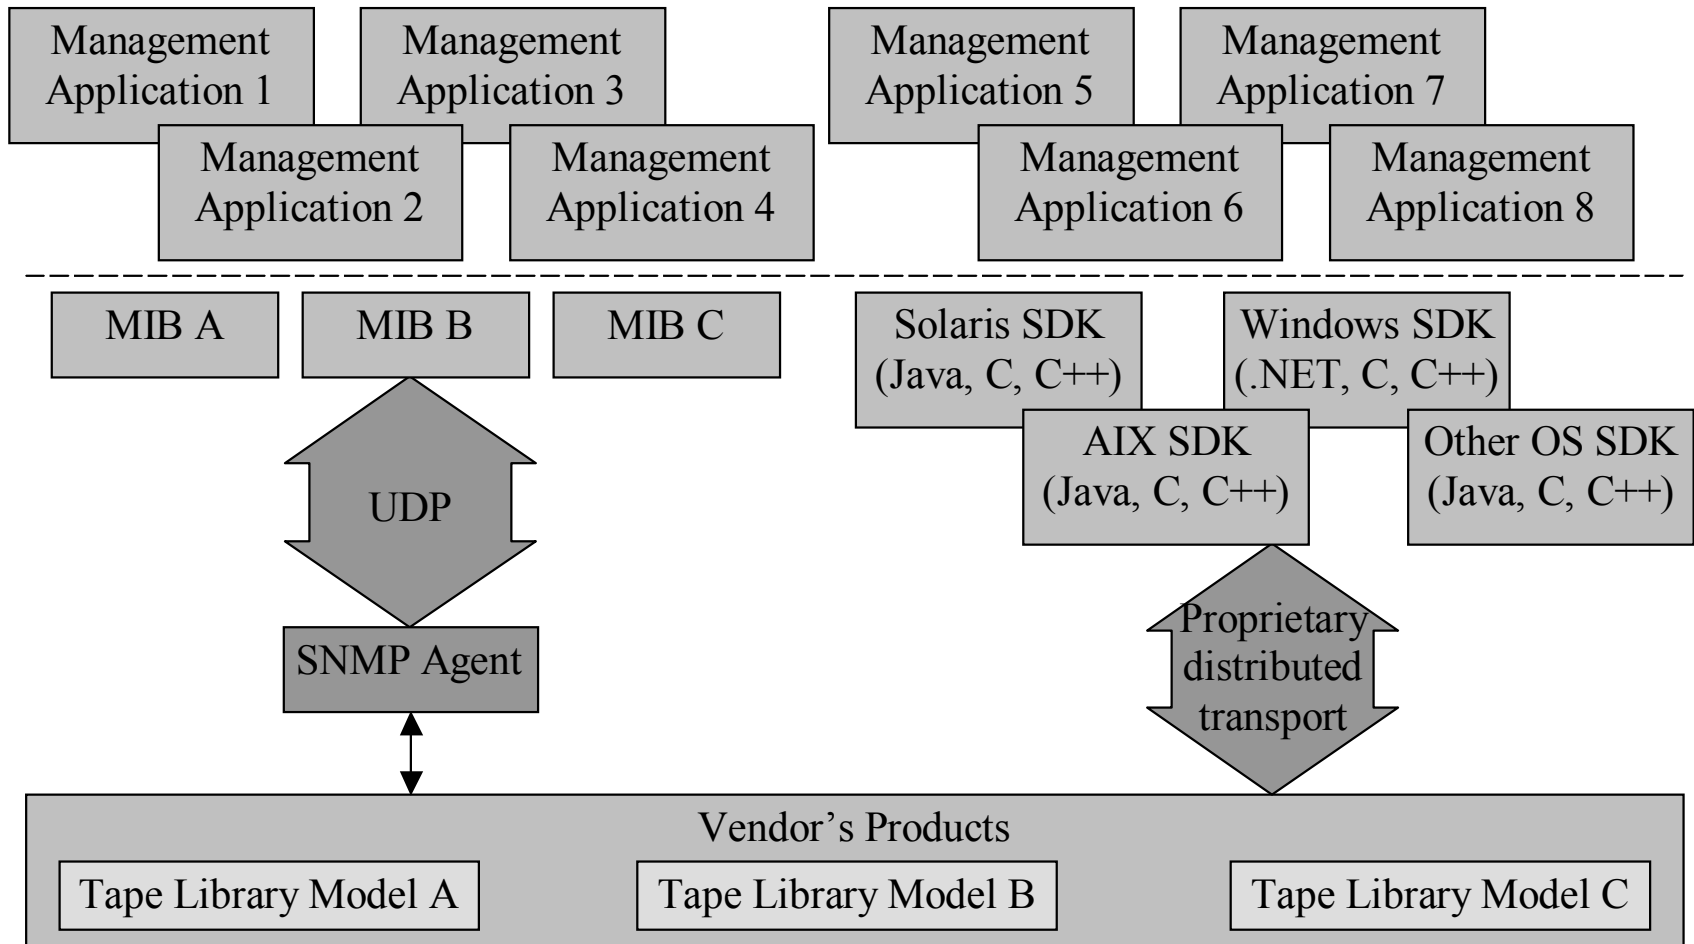 Management
Application 1
Management
Application 3
Management
Application 5
Management
Application 7
Management
Application 2
Management
Application 4
Management
Application 6
Management
Application 8
MIB A
MIB B
MIB C
Solaris SDK
(Java, C, C++)
Windows SDK
(.NET, C, C++)
AIX SDK
(Java, C, C++)
Other OS SDK
(Java, C, C++)
UDP
SNMP Agent
Proprietary
distributed
transport
Vendor’s Products
Tape Library Model A
Tape Library Model B
Tape Library Model C